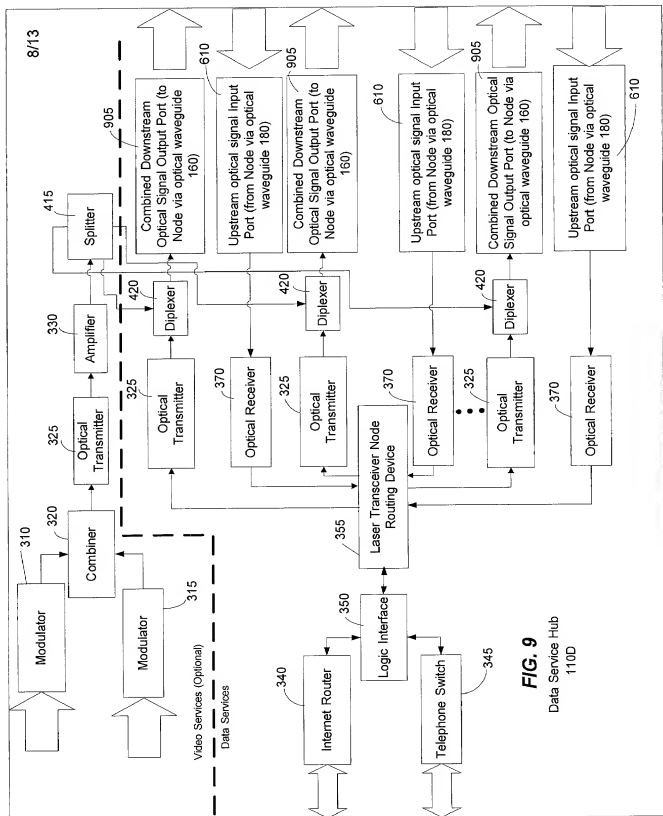 8/13
310
Modulator
320
Combiner
325
Optical
Transmitter
330
Amplifier
415
Splitter
315
Modulator
Video Services (Optional)
Data Services
905
Combined Downstream
Optical Signal Output Port (to
Node via optical waveguide
160)
420
Diplexer
325
Optical
Transmitter
610
Upstream optical signal Input
Port (from Node via optical
waveguide 180)
370
Optical Receiver
905
Combined Downstream
Optical Signal Output Port (to
Node via optical waveguide
160)
420
Diplexer
325
Optical
Transmitter
610
Upstream optical signal Input
Port (from Node via optical
waveguide 180)
370
Optical Receiver
905
Combined Downstream Optical
Signal Output Port (to Node via
optical waveguide 160)
420
Diplexer
325
Optical
Transmitter
610
Upstream optical signal Input
Port (from Node via optical
waveguide 180)
370
Optical Receiver
355
Laser Transceiver Node
Routing Device
350
Logic Interface
340
Internet Router
345
Telephone Switch
FIG. 9
Data Service Hub
110D